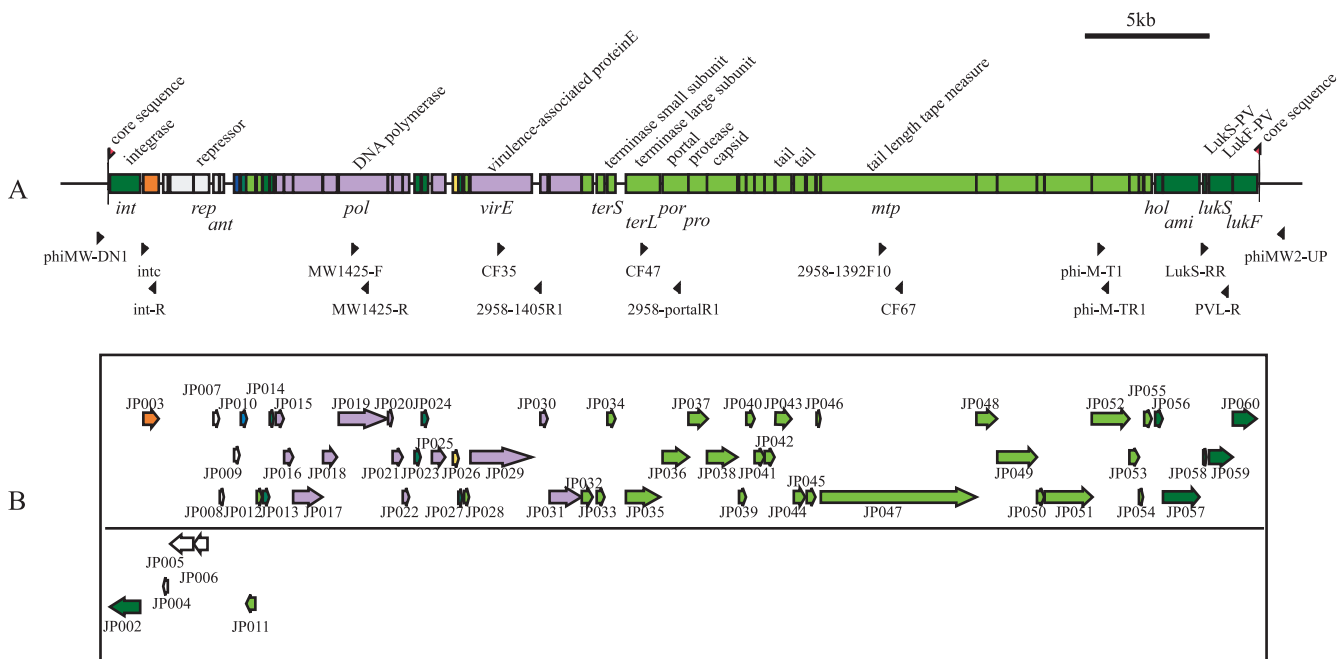 5kb
core sequence
integrase
repressor
DNA polymerase
virulence-associated proteinE
terminase small subunit
terminase large subunit
portal
protease
capsid
tail
tail
tail length tape measure
LukS-PV
LukF-PV
core sequence
A
int
rep
ant
pol
virE
terS
terL
por
pro
mtp
hol
ami
lukS
lukF
phiMW-DN1
intc
MW1425-F
CF35
CF47
2958-1392F10
phi-M-T1
LukS-RR
phiMW2-UP
int-R
MW1425-R
2958-1405R1
2958-portalR1
CF67
phi-M-TR1
PVL-R
B
JP014
JP007
JP055
JP003
JP010
JP015
JP019
JP020
JP024
JP030
JP034
JP037
JP040
JP043
JP046
JP048
JP052
JP056
JP060
JP025
JP042
JP009
JP016
JP018
JP021
JP023
JP026
JP029
JP036
JP038
JP041
JP049
JP053
JP058
JP059
JP032
JP045
JP008
JP012
JP013
JP017
JP022
JP027
JP028
JP031
JP033
JP035
JP039
JP044
JP047
JP050
JP051
JP054
JP057
JP005
JP006
JP004
JP002
JP011